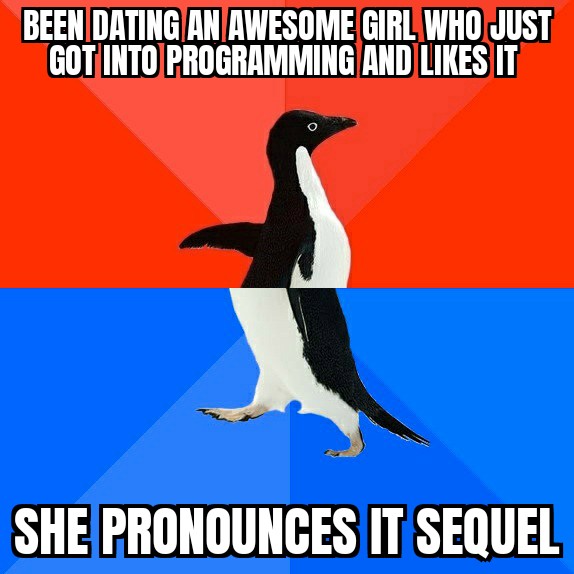 BEEN DATING AN AWESOME GIRL WHO JUST
GOT INTO PROGRAMMING AND LIKES IT
SHE PRONOUNCES IT SEQUEL